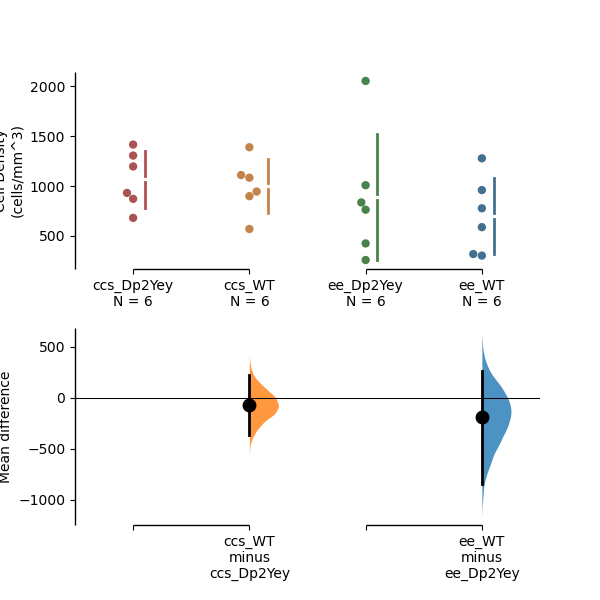 Cell Density
(cells/mm^3)
2000
1500
1000
500
ccs_Dp2Yey
N = 6
ccs_WT
N = 6
ee_Dp2Yey
N = 6
ee_WT
N = 6
Mean difference
500
0
−500
−1000
ccs_WT
minus
ccs_Dp2Yey
ee_WT
minus
ee_Dp2Yey